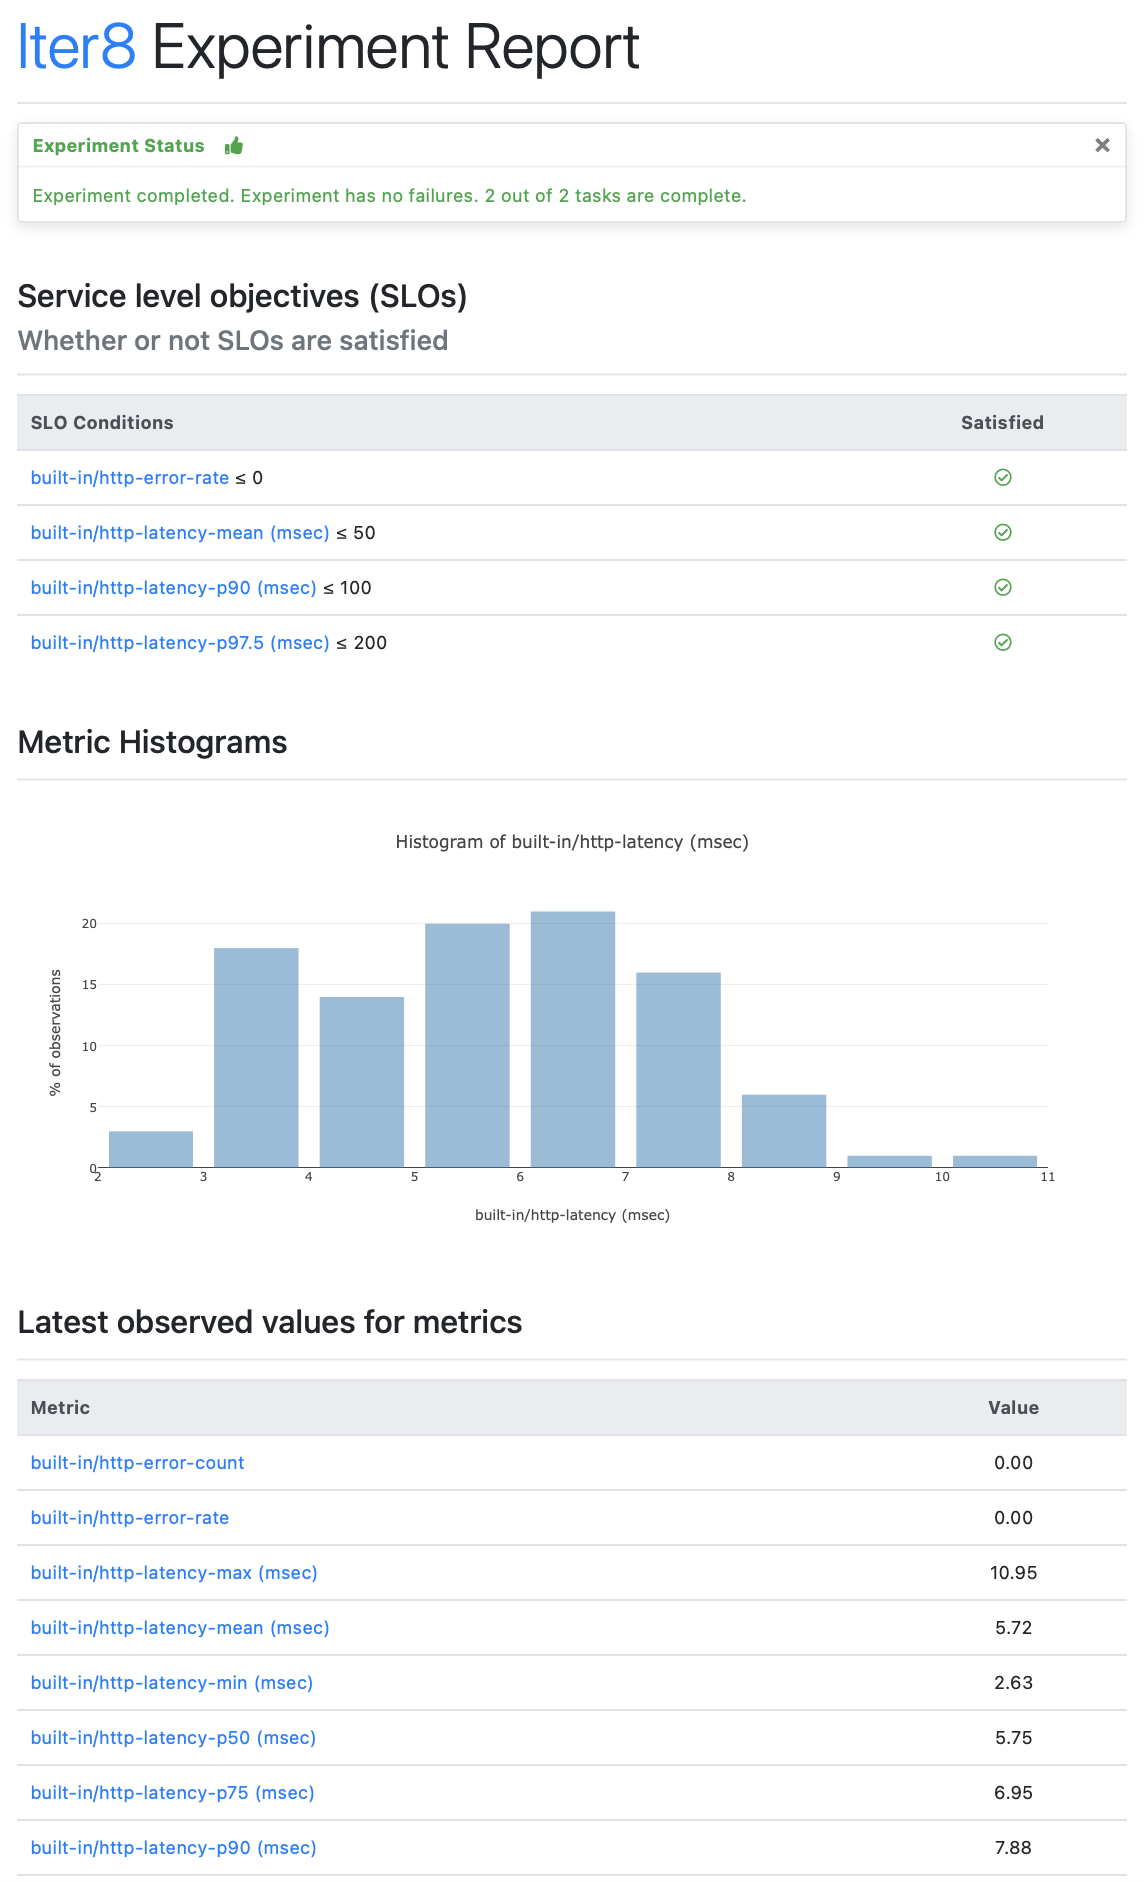 Iter8 Experiment Report
Experiment Status
Experiment completed. Experiment has no failures. 2 out of 2 tasks are complete.
Service level objectives (SLOs)
Whether or not SLOs are satisfied
SLO Conditions Satisfied
built-in/http-error-rate ≤ 0
built-in/http-latency-mean (msec) ≤ 50
built-in/http-latency-p90 (msec) ≤ 100
built-in/http-latency-p97.5 (msec) ≤ 200
Metric Histograms
Histogram of built-in/http-latency (msec)
% of observations
20
15
10
5
0
2 3 4 5 6 7 8 9 10 11
built-in/http-latency (msec)
Latest observed values for metrics
Metric Value
built-in/http-error-count 0.00
built-in/http-error-rate 0.00
built-in/http-latency-max (msec) 10.95
built-in/http-latency-mean (msec) 5.72
built-in/http-latency-min (msec) 2.63
built-in/http-latency-p50 (msec) 5.75
built-in/http-latency-p75 (msec) 6.95
built-in/http-latency-p90 (msec) 7.88